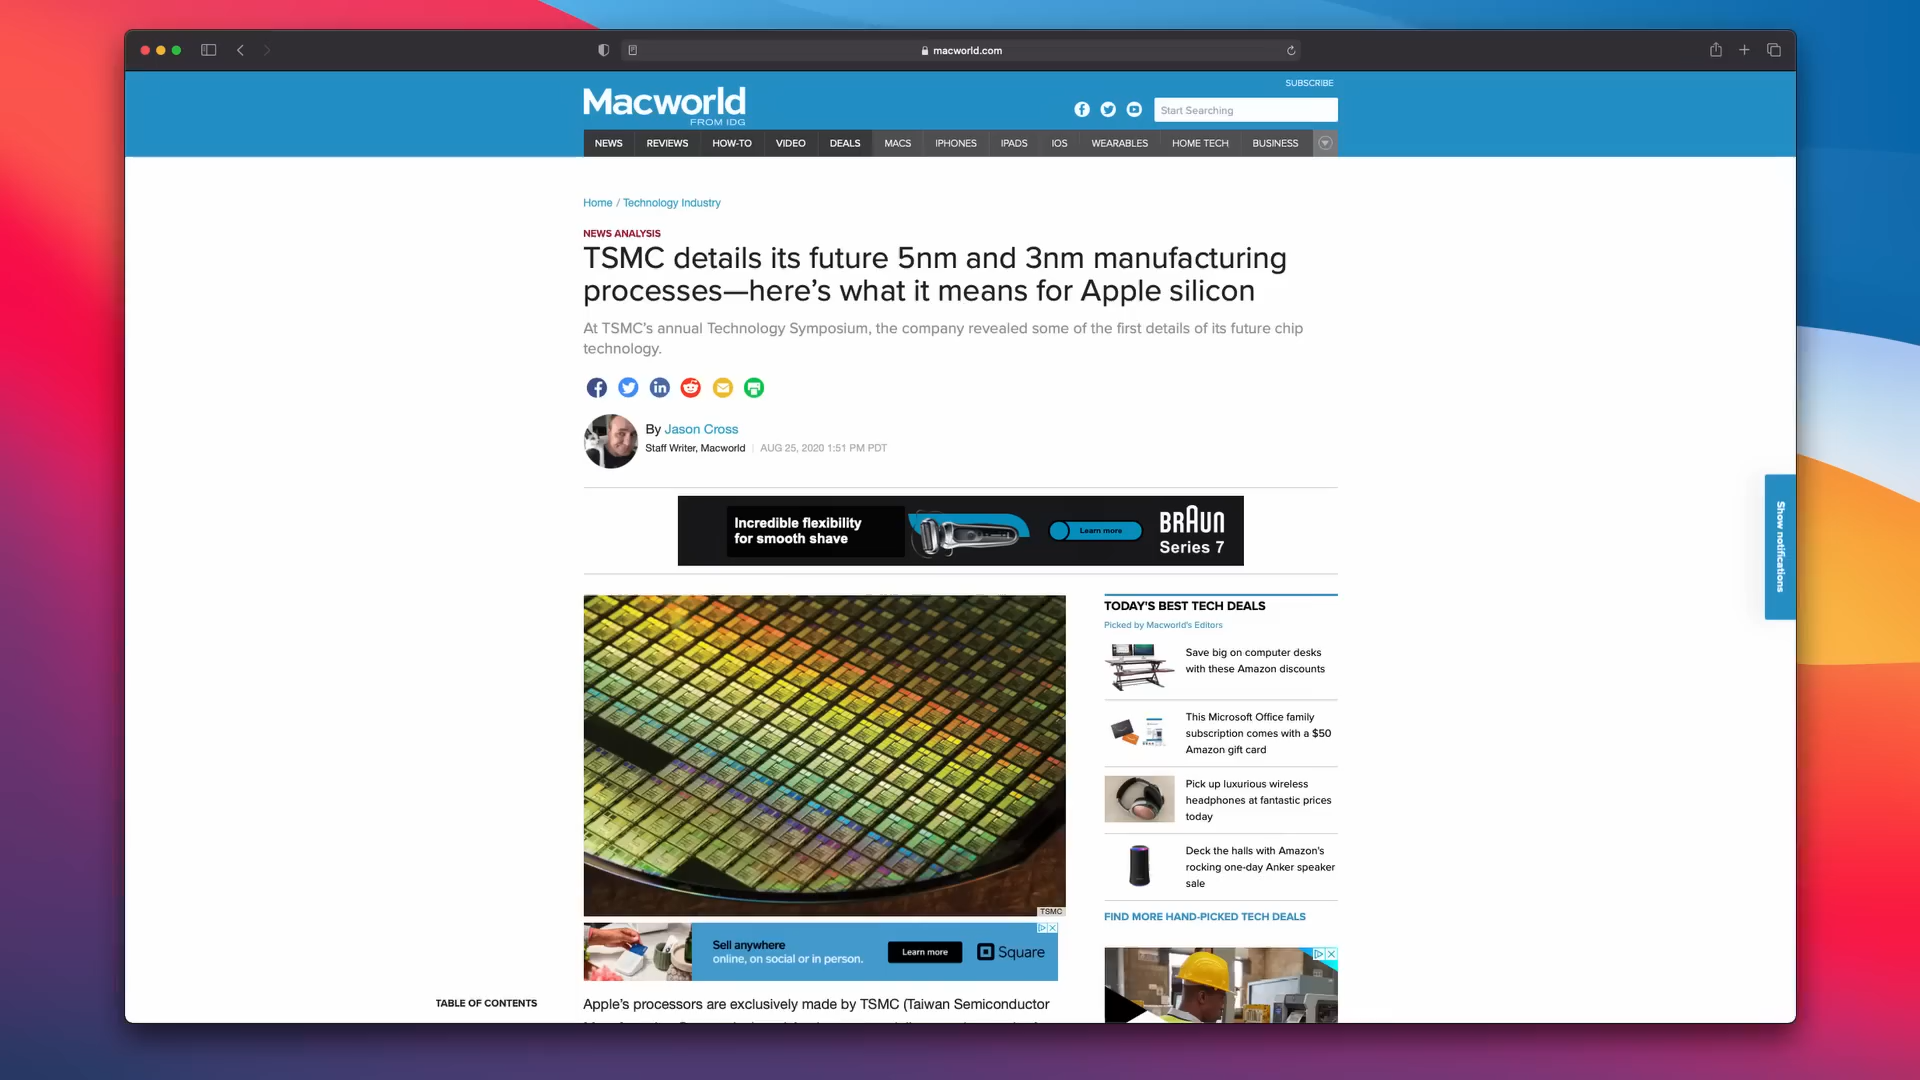 macworld.com
SUBSCRIBE
Macworld
FROM IDG
Start Searching
NEWS REVIEWS HOW-TO VIDEO DEALS MACS IPHONES IPADS IOS WEARABLES HOME TECH BUSINESS
Home / Technology Industry
NEWS ANALYSIS
TSMC details its future 5nm and 3nm manufacturing
processes—here’s what it means for Apple silicon
At TSMC’s annual Technology Symposium, the company revealed some of the first details of its future chip
technology.
By Jason Cross
Staff Writer, Macworld | AUG 25, 2020 1:51 PM PDT
Incredible flexibility
for smooth shave
Learn more
BRAUN
Series 7
Show notifications
TSMC
Sell anywhere
online, on social or in person.
Learn more
Square
TABLE OF CONTENTS
Apple’s processors are exclusively made by TSMC (Taiwan Semiconductor
TODAY'S BEST TECH DEALS
Picked by Macworld's Editors
Save big on computer desks
with these Amazon discounts
This Microsoft Office family
subscription comes with a $50
Amazon gift card
Pick up luxurious wireless
headphones at fantastic prices
today
Deck the halls with Amazon's
rocking one-day Anker speaker
sale
FIND MORE HAND-PICKED TECH DEALS